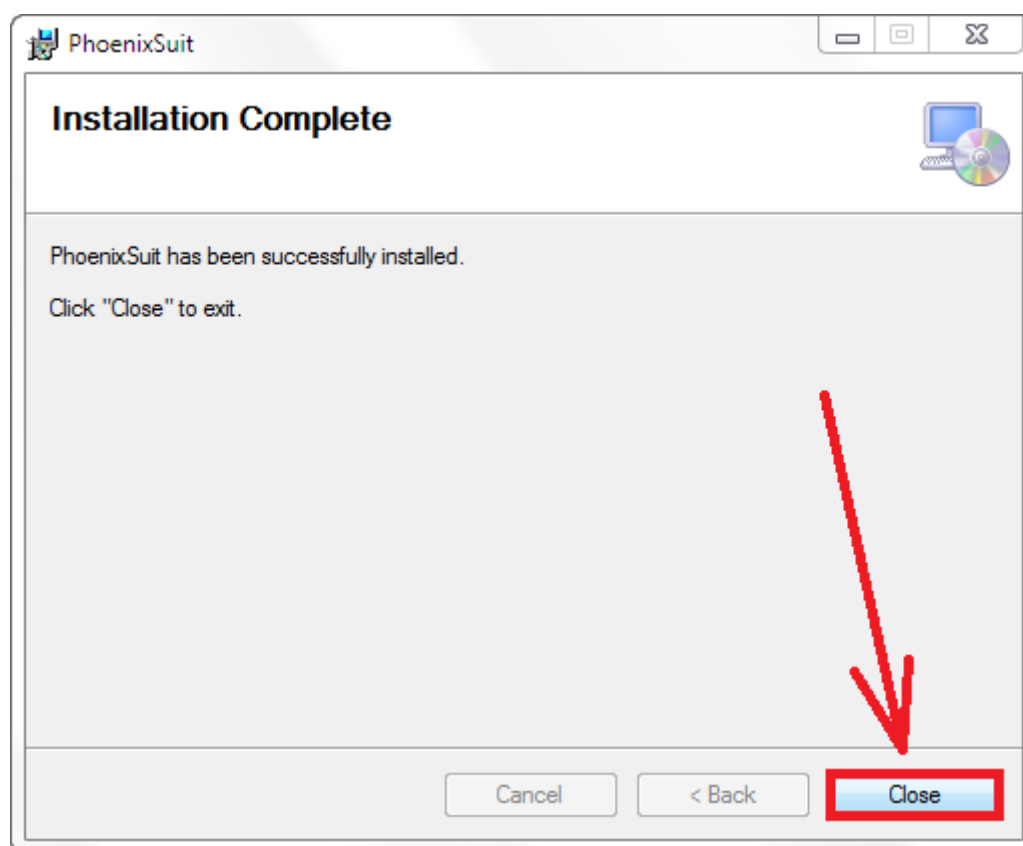 PhoenixSuit
Installation Complete
PhoenixSuit has been successfully installed.
Click "Close" to exit.
Cancel
< Back
Close